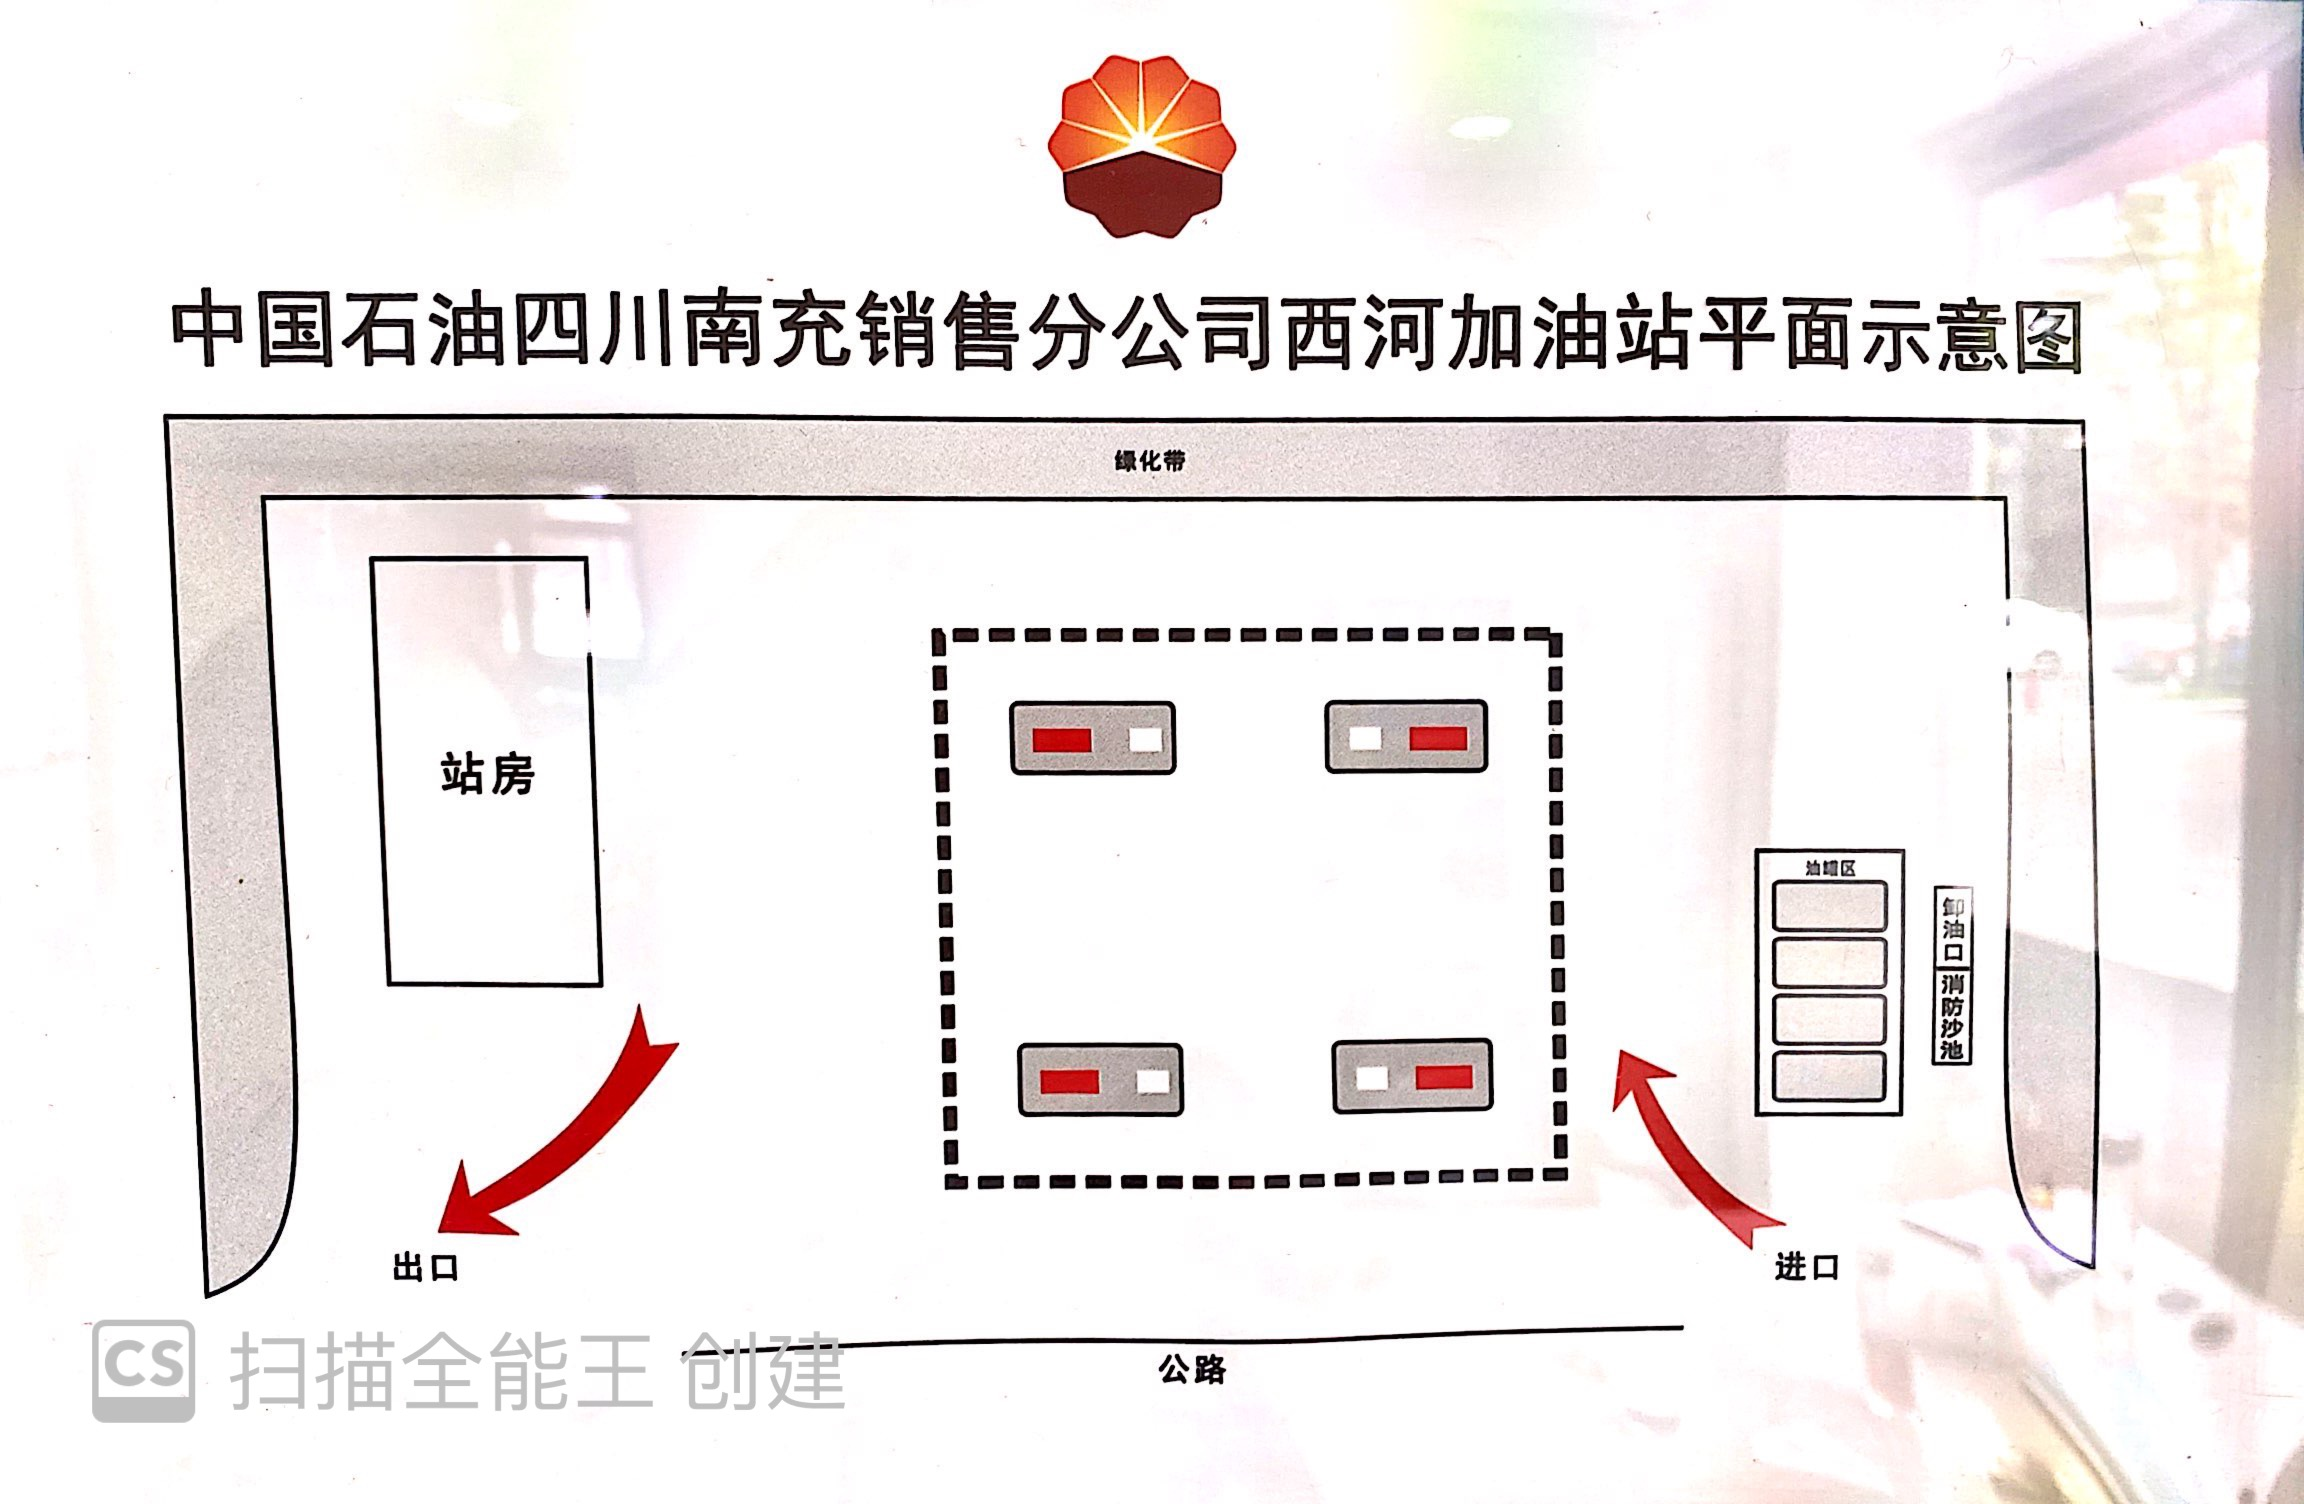 中国石油四川南充销售分公司西河加油站平面示意图
绿化带
站房
油罐区
卸油口
消防沙池
出口
进口
公路
CS 扫描全能王 创建